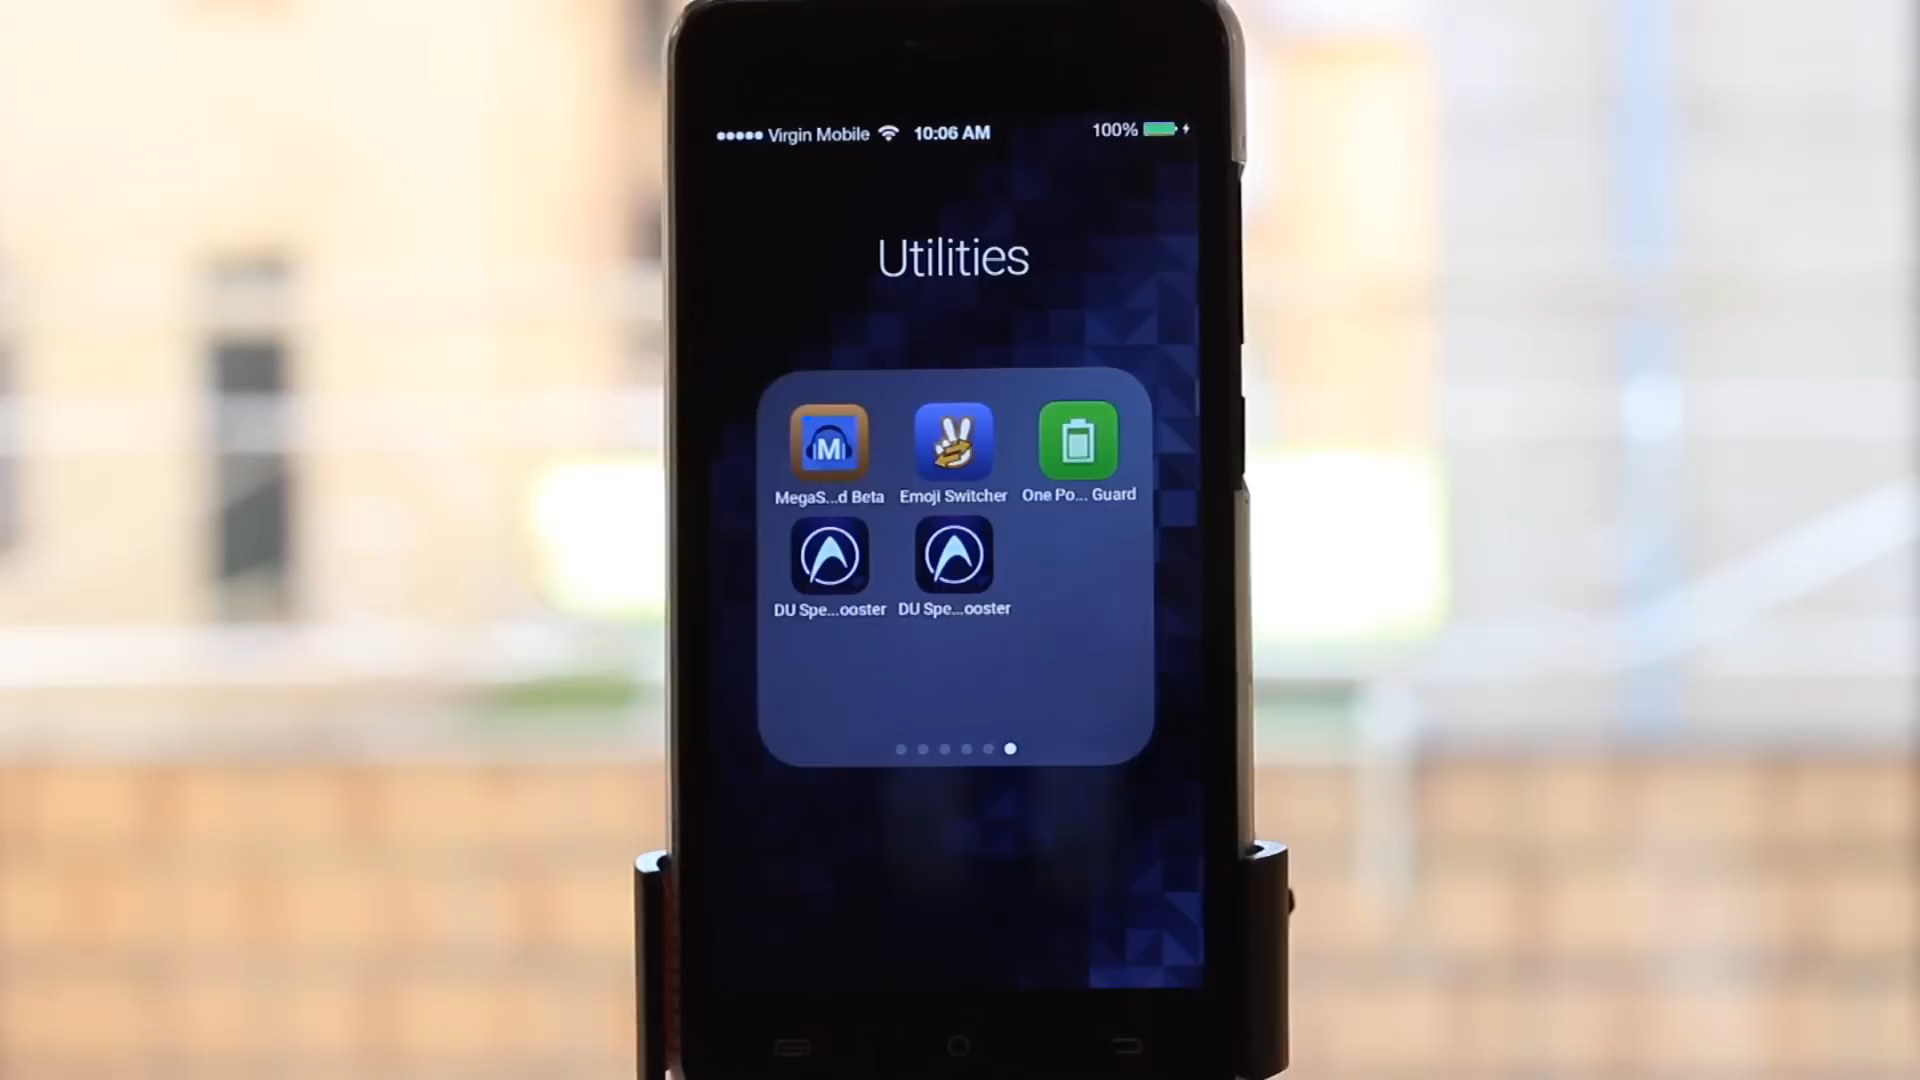 Virgin Mobile 10:06 AM 100%
Utilities
M
MegaS...d Beta Emoji Switcher One Po... Guard
DU Spe...ooster DU Spe...ooster